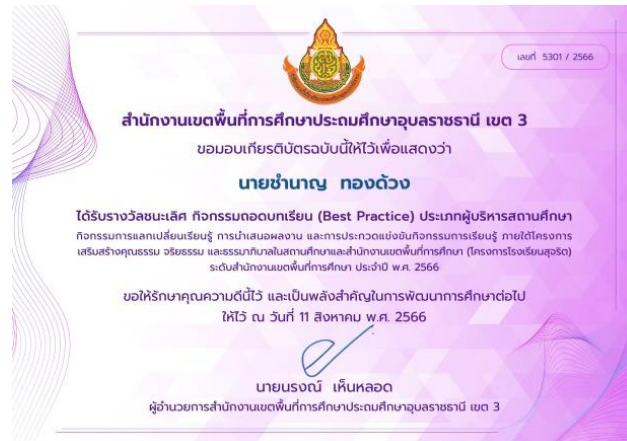 เลขที่ 5301 / 2566
สำนักงานเขตพื้นที่การศึกษาประถมศึกษาอุบลราชธานี เขต 3
ขอมอบเกียรติบัตรฉบับนี้ให้ไว้เพื่อแสดงว่า
นายชำนาญ ทองด้วง
ได้รับรางวัลชนะเลิศ กิจกรรมถอดบทเรียน (Best Practice) ประเภทผู้บริหารสถานศึกษา
กิจกรรมการแลกเปลี่ยนเรียนรู้ การนำเสนอผลงาน และการประกวดแข่งขันกิจกรรมการเรียนรู้ ภายใต้โครงการ
เสริมสร้างคุณธรรม จริยธรรม และธรรมาภิบาลในสถานศึกษาและสำนักงานเขตพื้นที่การศึกษา (โครงการโรงเรียนสุจริต)
ระดับสำนักงานเขตพื้นที่การศึกษา ประจำปี พ.ศ. 2566
ขอให้รักษาคุณความดีนี้ไว้ และเป็นพลังสำคัญในการพัฒนาการศึกษาต่อไป
ให้ไว้ ณ วันที่ 11 สิงหาคม พ.ศ. 2566
นายนรงณ์ เห็นหลอด
ผู้อำนวยการสำนักงานเขตพื้นที่การศึกษาประถมศึกษาอุบลราชธานี เขต 3